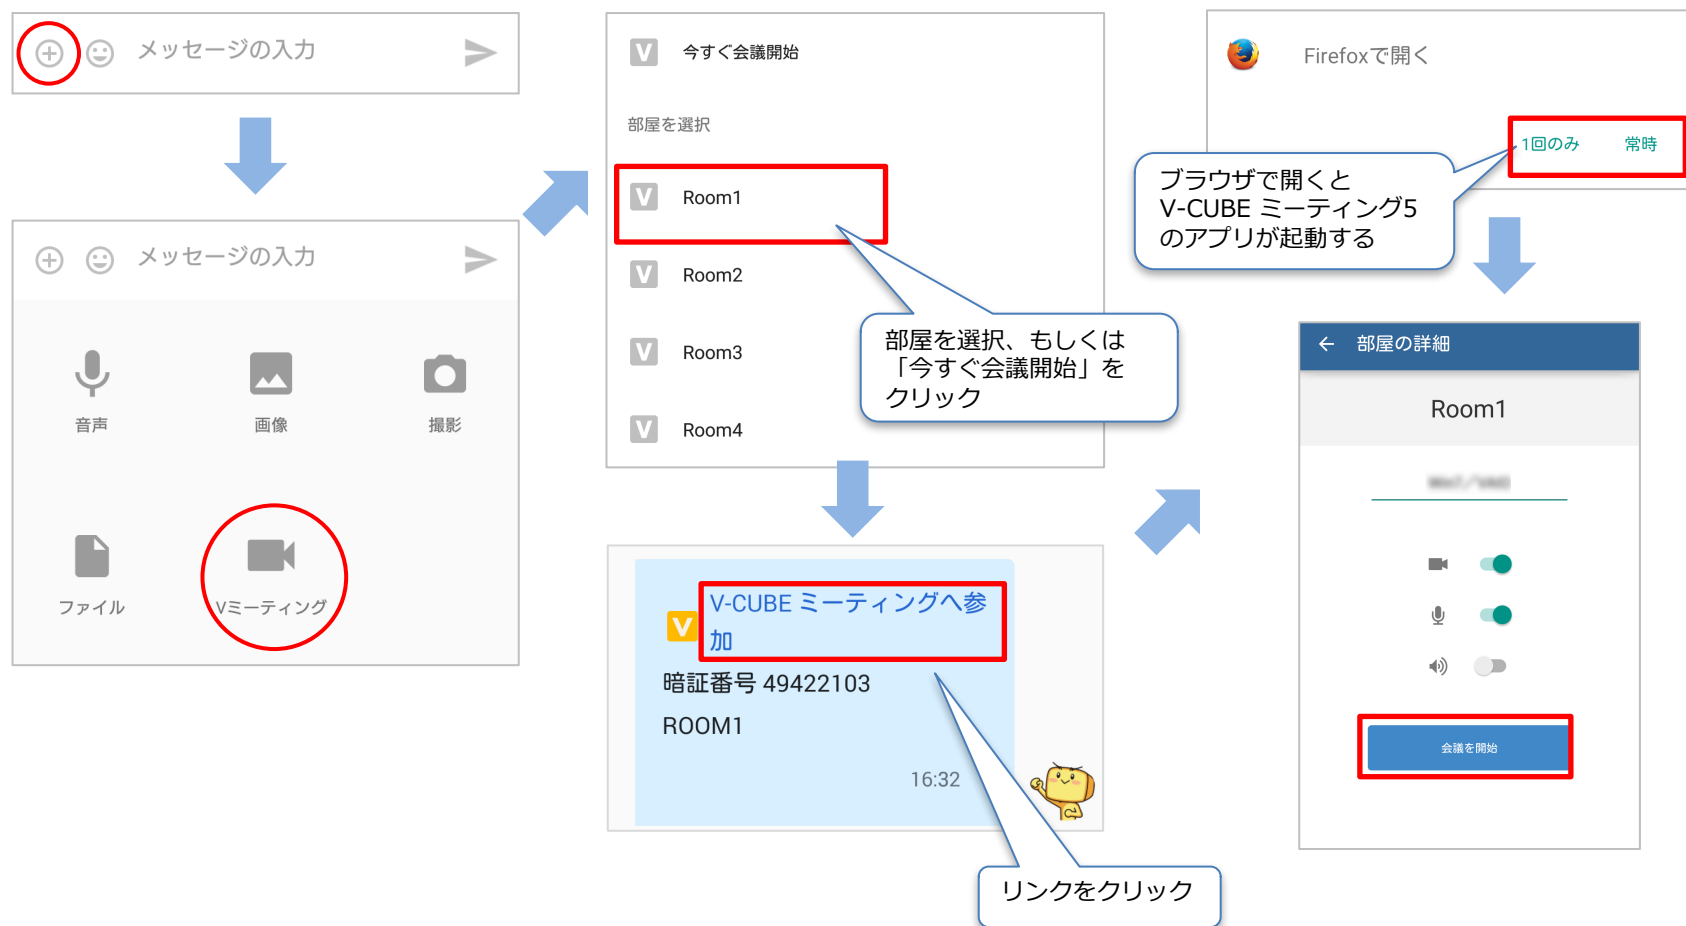 メッセージの入力
メッセージの入力
音声
画像
撮影
ファイル
Vミーティング
V 今すぐ会議開始
部屋を選択
V Room1
V Room2
V Room3
V Room4
部屋を選択、もしくは
「今すぐ会議開始」を
クリック
V V-CUBE ミーティングへ参
加
暗証番号 49422103
ROOM1
16:32
リンクをクリック
Firefoxで開く
1回のみ 常時
ブラウザで開くと
V-CUBE ミーティング5
のアプリが起動する
部屋の詳細
Room1
会議を開始